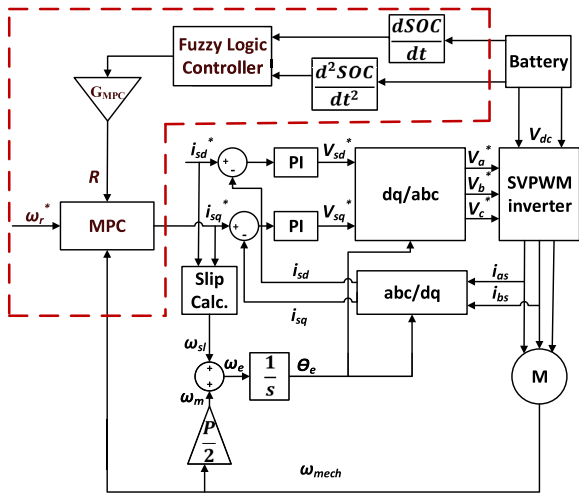 Fuzzy Logic
Controller
dSOC
dt
d²SOC
dt²
Battery
G_MPC
V_dc
R
i_sd*
+
-
PI
V_sd*
dq/abc
V_a*
V_b*
V_c*
SVPWM
inverter
ω_r*
MPC
i_sq*
+
-
PI
V_sq*
Slip
Calc.
i_sd
i_sq
abc/dq
i_as
i_bs
ω_sl
+
+
ω_e
1
s
Θ_e
M
ω_m
P
2
ω_mech